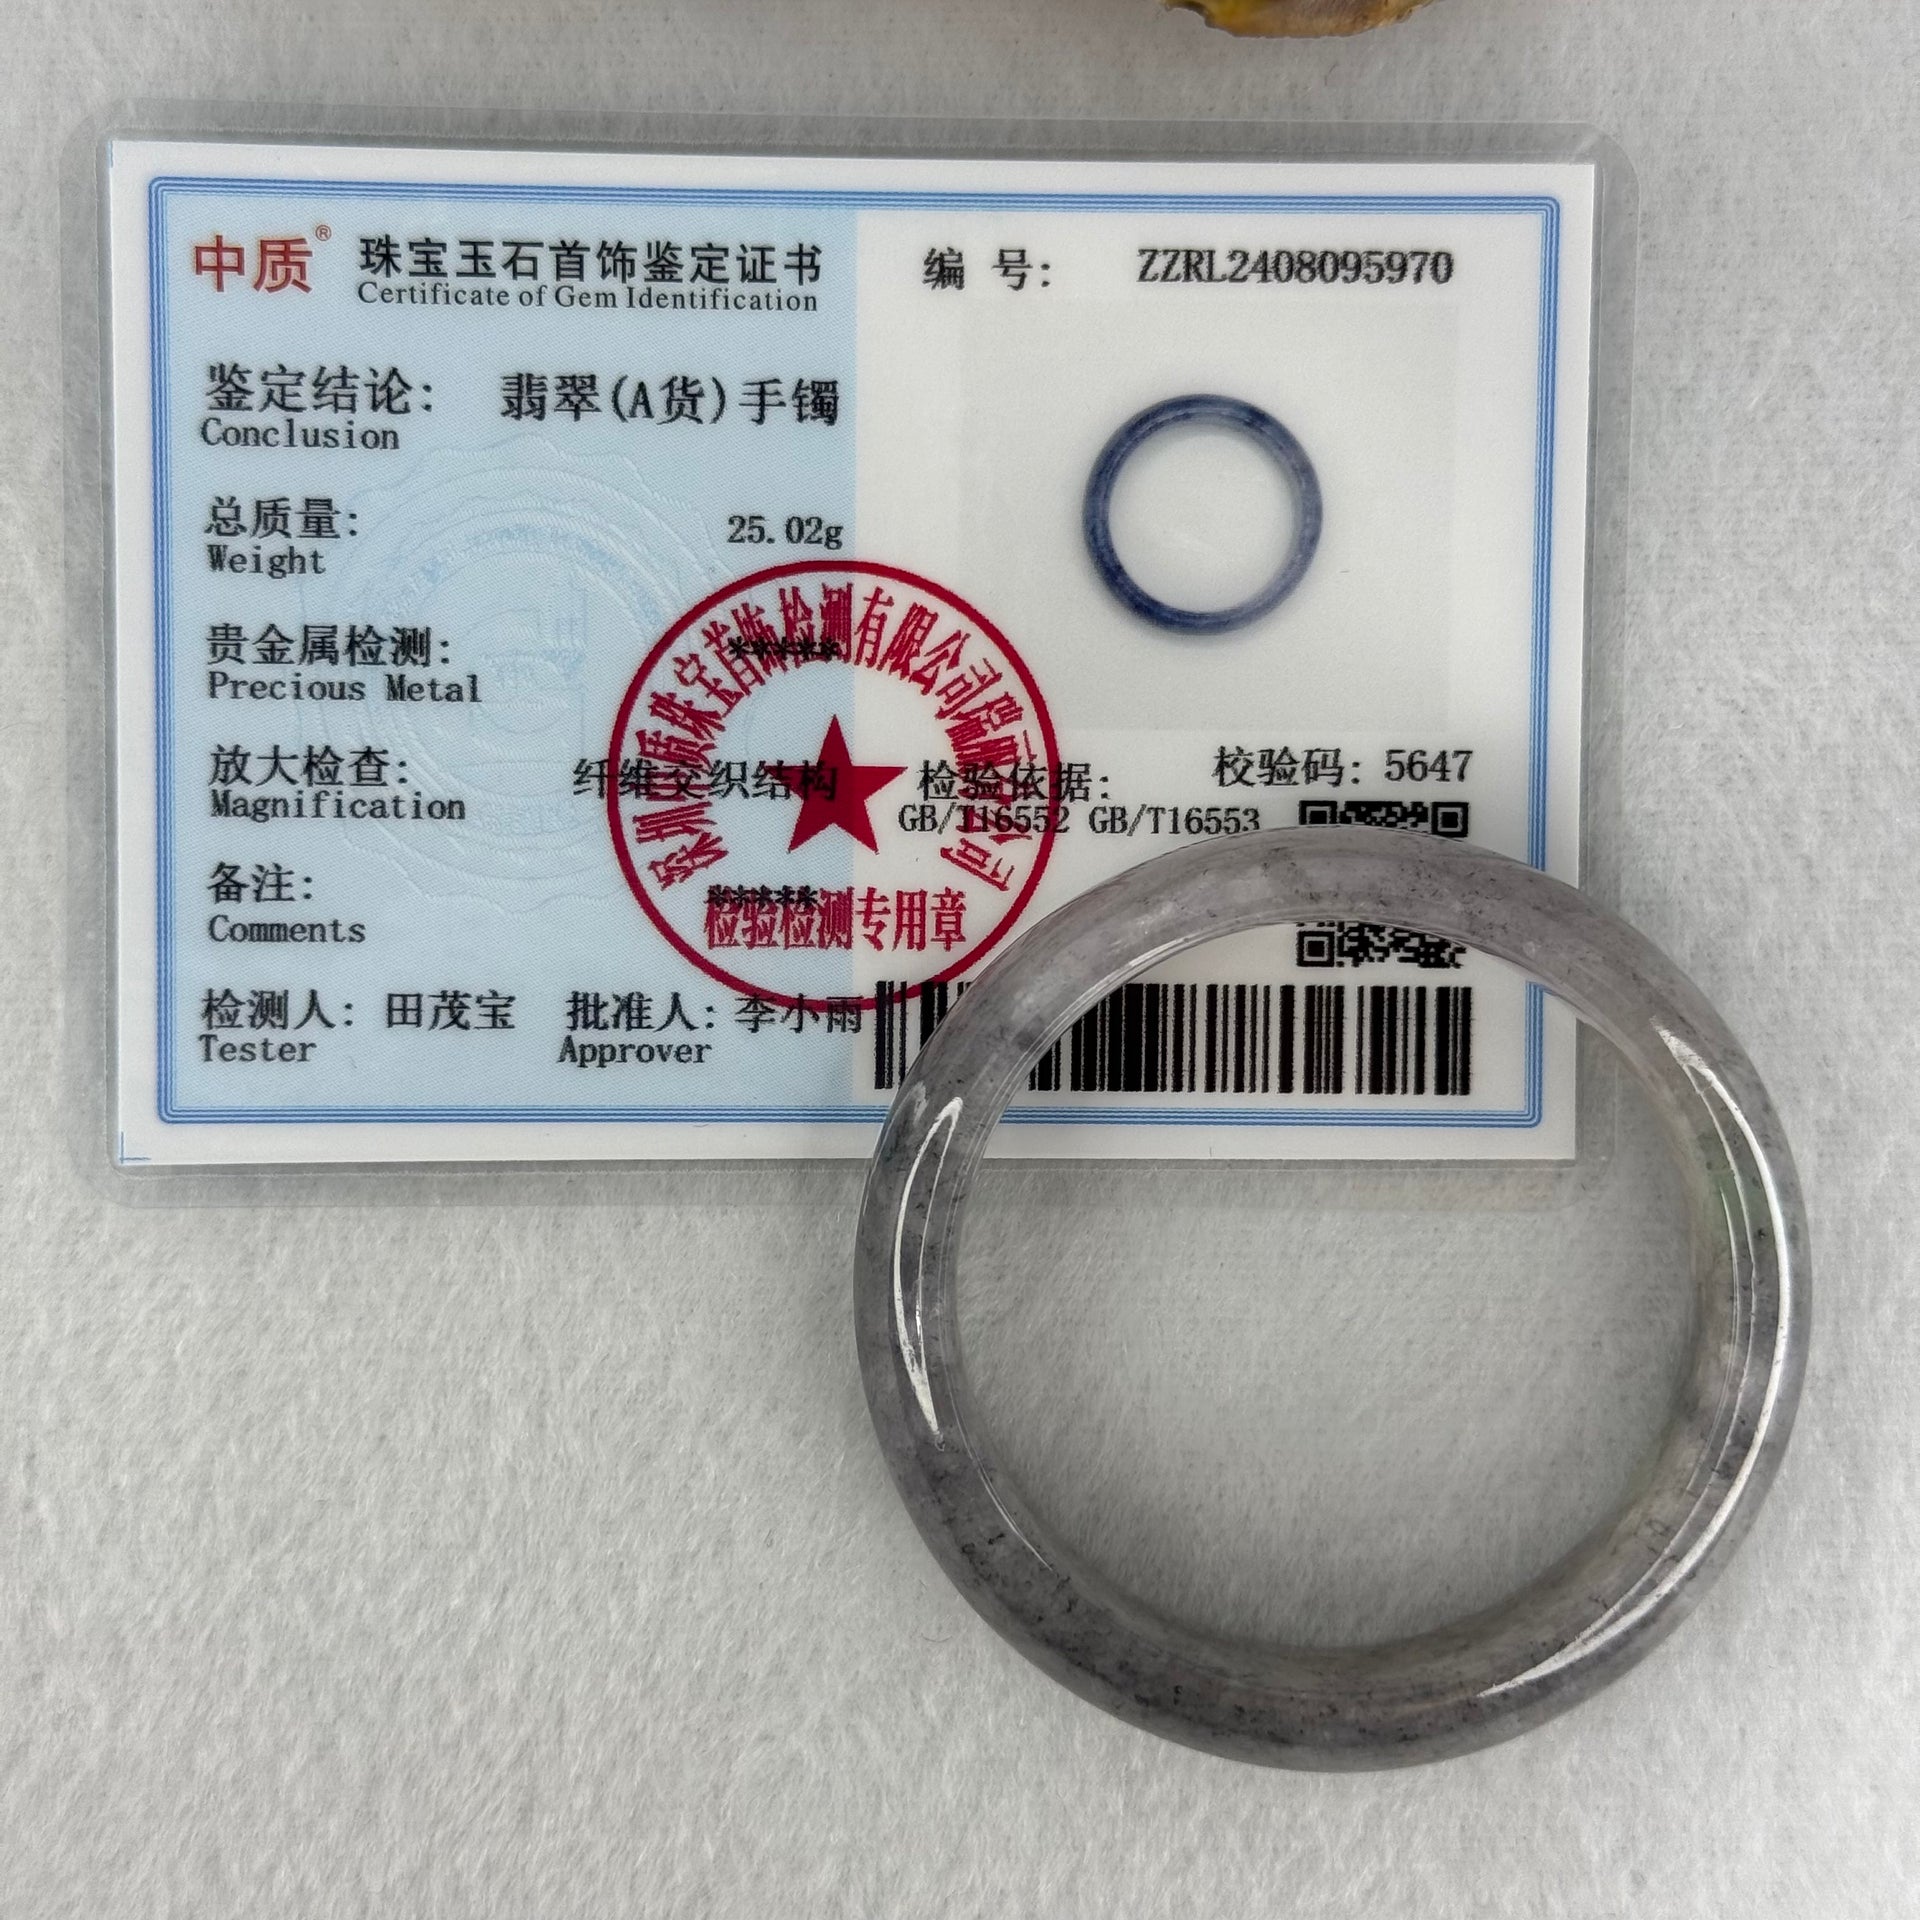 中质® 珠宝玉石首饰鉴定证书
Certificate of Gem Identification
鉴定结论: 翡翠(A货)手镯
Conclusion
总质量: 25.02g
Weight
贵金属检测: *****
Precious Metal
放大检查: 纤维交织结构
Magnification
备注: *****
Comments
检测人: 田茂宝 批准人: 李小雨
Tester Approver
编 号: ZZRL2408095970
检验依据: 校验码: 5647
GB/T16552 GB/T16553
检验检测专用章